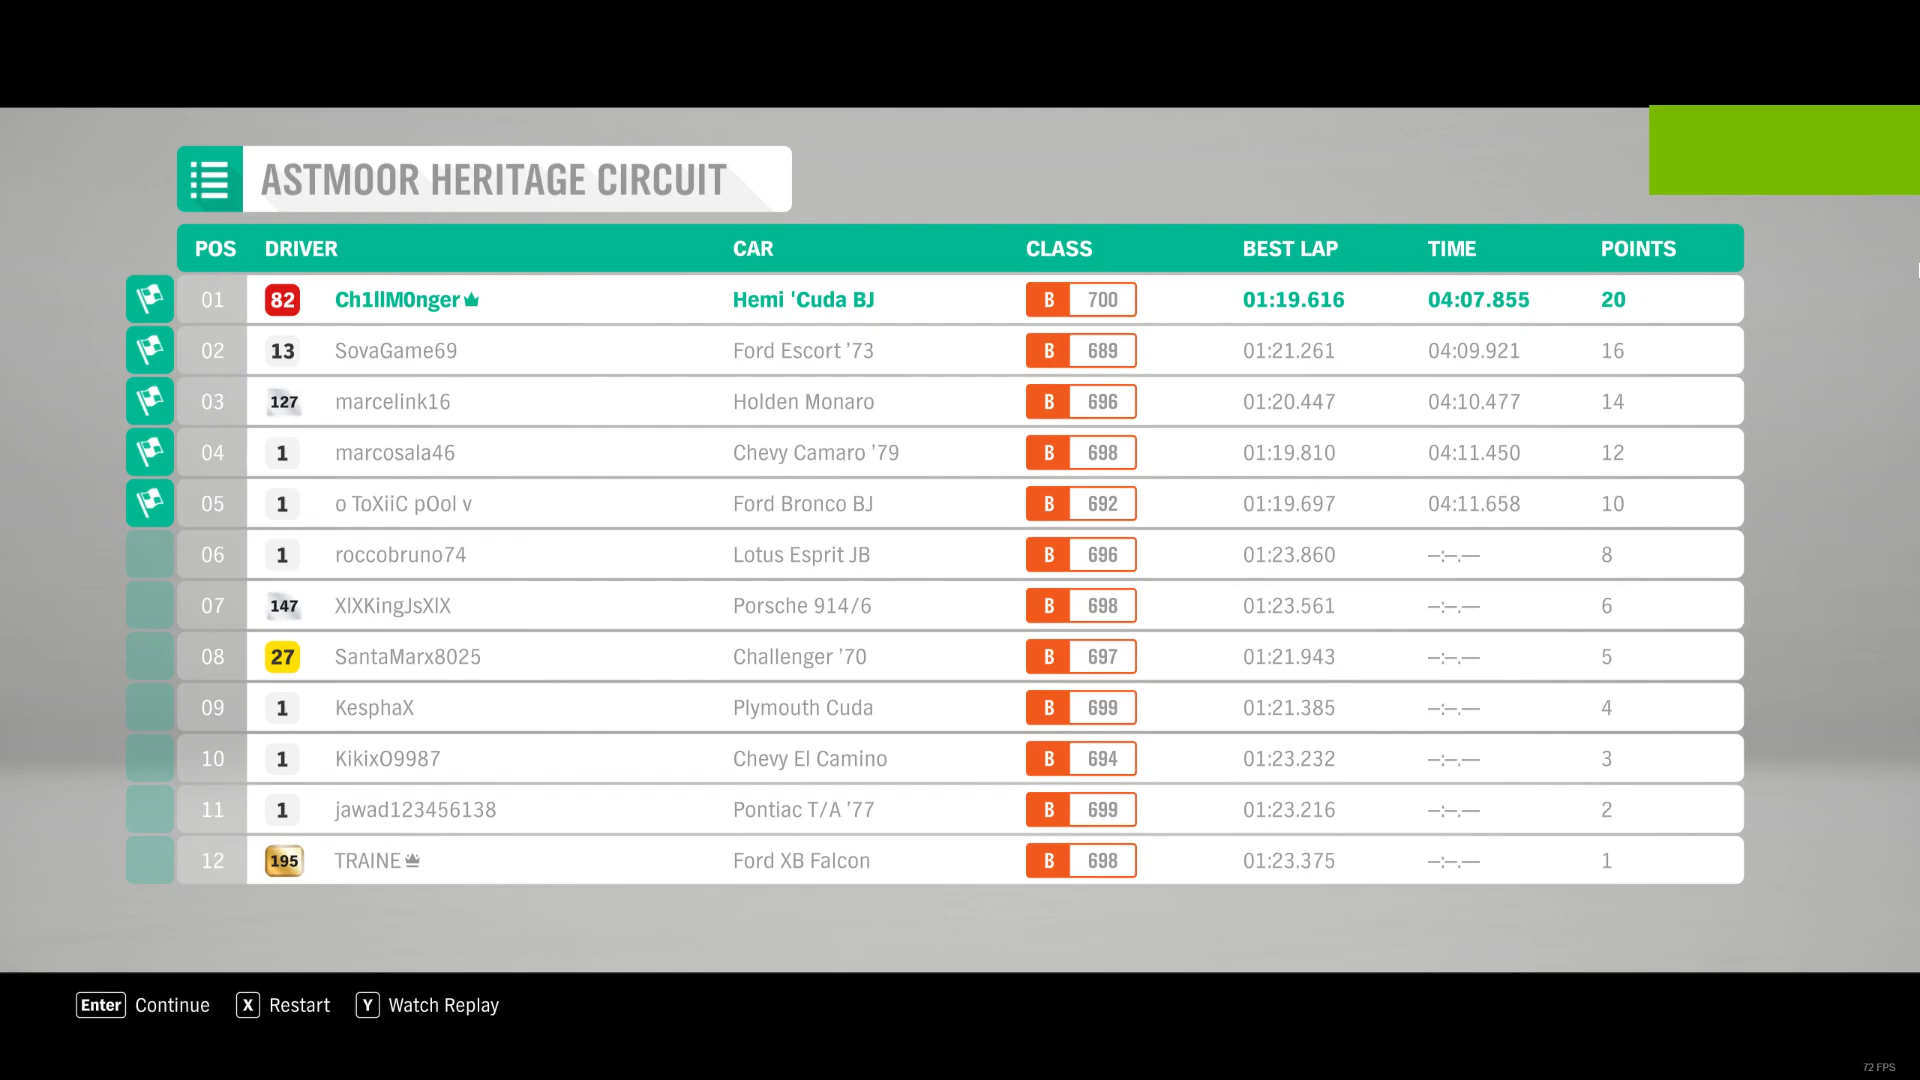 ASTMOOR HERITAGE CIRCUIT
POS DRIVER CAR CLASS BEST LAP TIME POINTS
01 82 Ch1llM0nger Hemi 'Cuda BJ B 700 01:19.616 04:07.855 20
02 13 SovaGame69 Ford Escort ’73 B 689 01:21.261 04:09.921 16
03 127 marcelink16 Holden Monaro B 696 01:20.447 04:10.477 14
04 1 marcosala46 Chevy Camaro ’79 B 698 01:19.810 04:11.450 12
05 1 o ToXiiC pOol v Ford Bronco BJ B 692 01:19.697 04:11.658 10
06 1 roccobruno74 Lotus Esprit JB B 696 01:23.860 –:–.— 8
07 147 XlXKingJsXlX Porsche 914/6 B 698 01:23.561 –:–.— 6
08 27 SantaMarx8025 Challenger ’70 B 697 01:21.943 –:–.— 5
09 1 KesphaX Plymouth Cuda B 699 01:21.385 –:–.— 4
10 1 KikixO9987 Chevy El Camino B 694 01:23.232 –:–.— 3
11 1 jawad123456138 Pontiac T/A ’77 B 699 01:23.216 –:–.— 2
12 195 TRAINE Ford XB Falcon B 698 01:23.375 –:–.— 1
Enter Continue X Restart Y Watch Replay
72 FPS